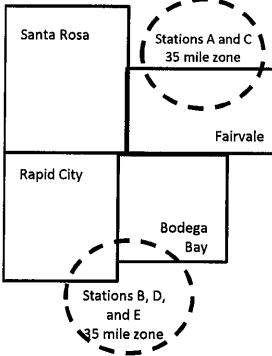 Santa Rosa
Stations A and C
35 mile zone
Fairvale
Rapid City
Bodega
Bay
Stations B, D,
and E
35 mile zone